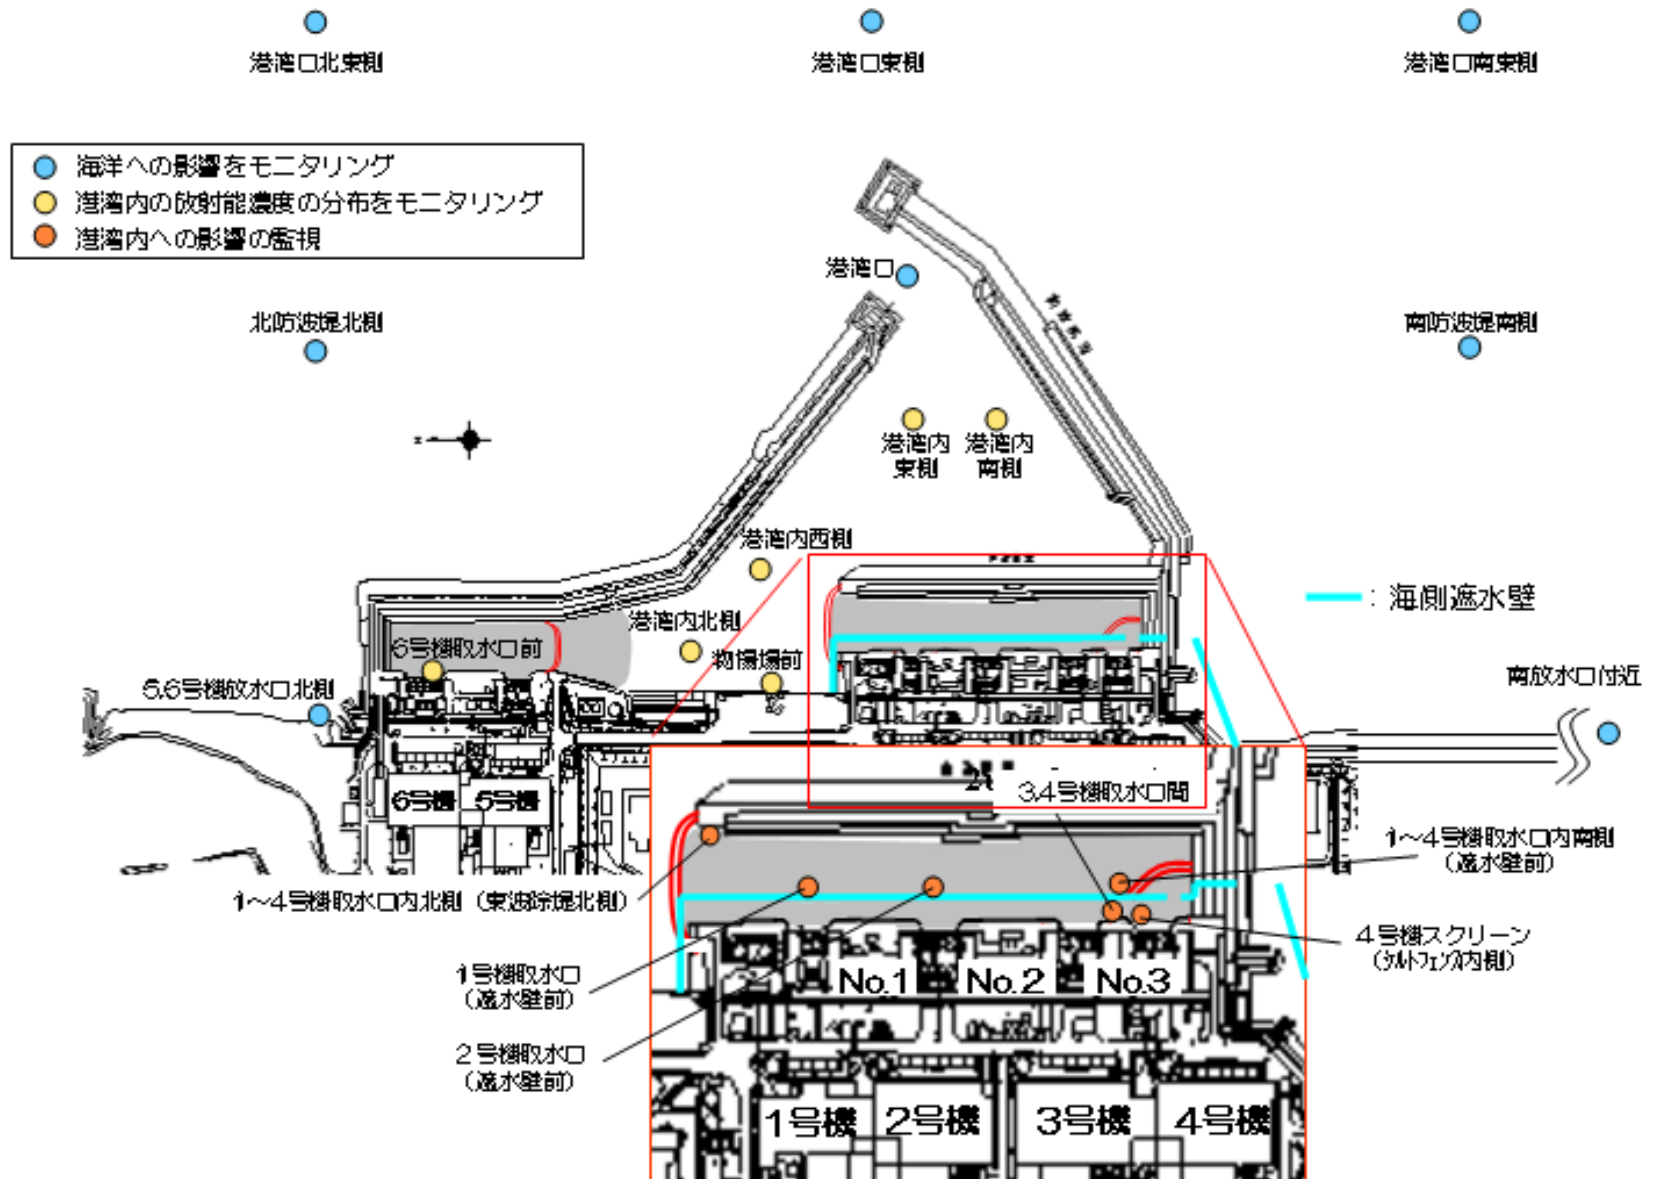 港湾口北東側
港湾口東側
港湾口南東側
海洋への影響をモニタリング
港湾内の放射能濃度の分布をモニタリング
港湾内への影響の監視
港湾口
北防波堤北側
南防波堤南側
港湾内
東側
港湾内
南側
港湾内西側
:海側遮水壁
港湾内北側
6号機取水口前
物揚場前
5,6号機放水口北側
南放水口付近
6号機
5号機
3,4号機取水口間
1～4号機取水口内南側
(遮水壁前)
1～4号機取水口内北側(東波除堤北側)
4号機スクリーン
(シルトフェンス内側)
1号機取水口
(遮水壁前)
No.1
No.2
No.3
2号機取水口
(遮水壁前)
1号機
2号機
3号機
4号機